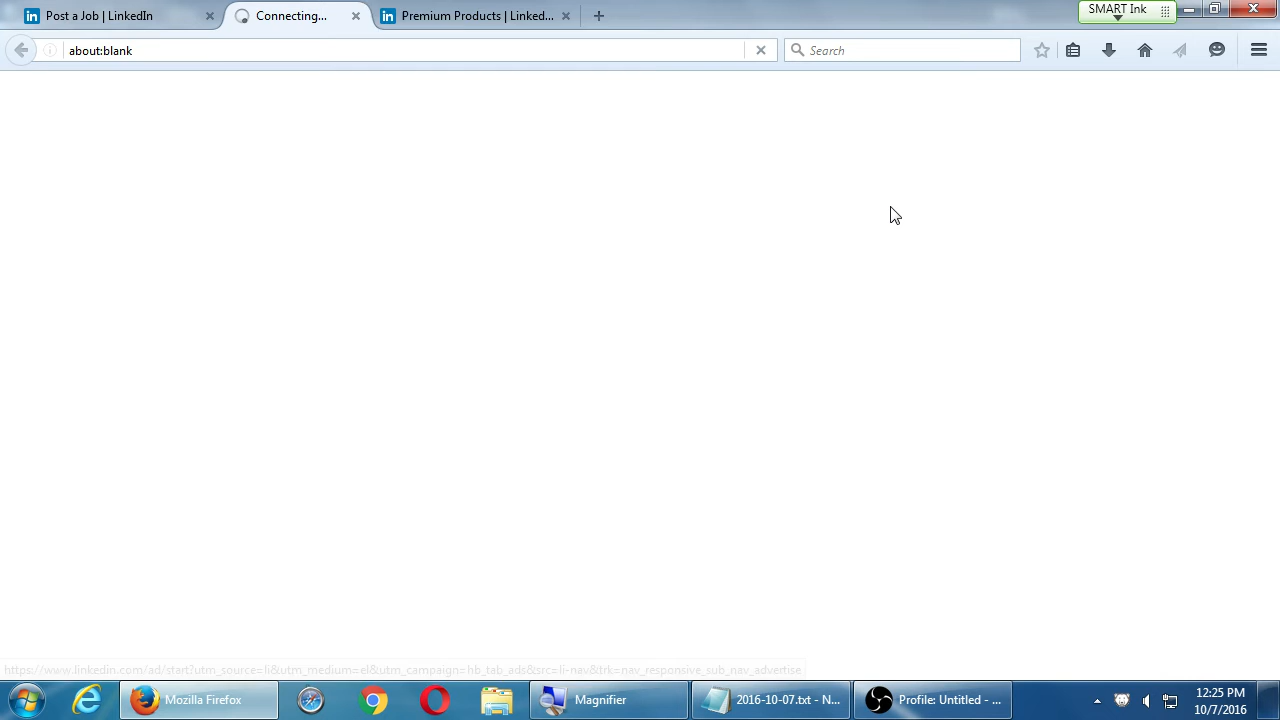 Post a Job | LinkedIn
Connecting...
Premium Products | Linked...
SMART Ink
about:blank
Search
https://www.linkedin.com/ad/start?utm_source=li&utm_medium=el&utm_campaign=hb_tab_ads&src=li-nav&trk=nav_responsive_sub_nav_advertise
Mozilla Firefox
Magnifier
2016-10-07.txt - N...
Profile: Untitled - ...
12:25 PM
10/7/2016